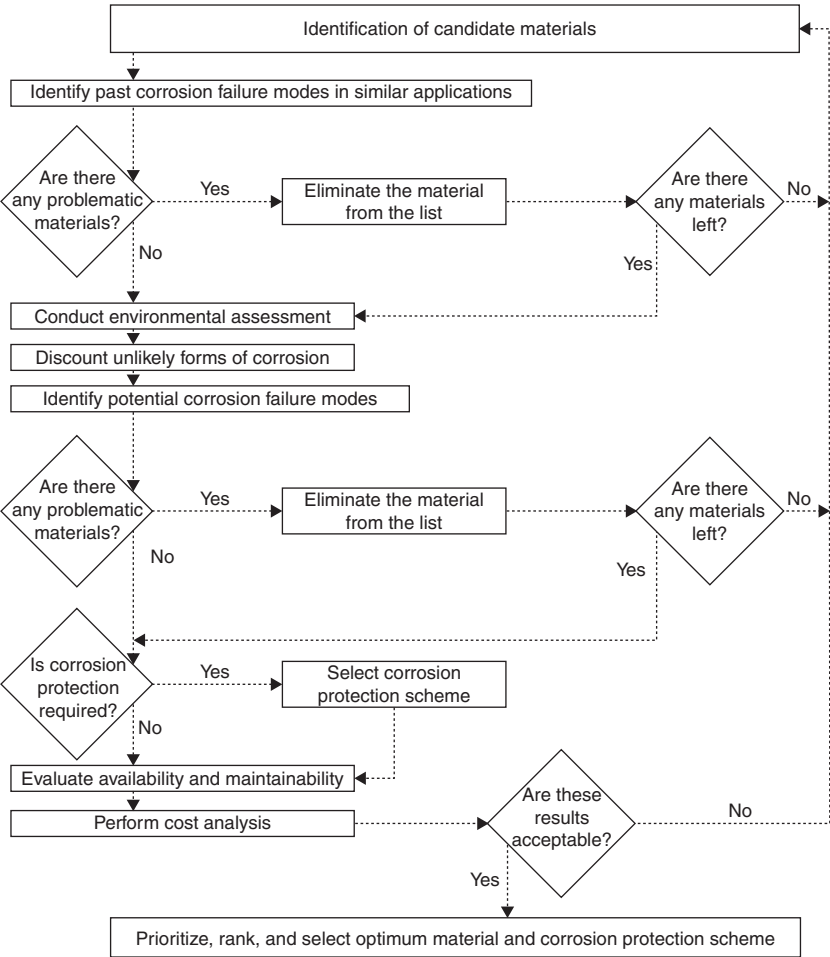 Identification of candidate materials
Identify past corrosion failure modes in similar applications
Are there
any problematic
materials?
Yes
Eliminate the material
from the list
Are there
any materials
left?
No
No
Yes
Conduct environmental assessment
Discount unlikely forms of corrosion
Identify potential corrosion failure modes
Are there
any problematic
materials?
Yes
Eliminate the material
from the list
Are there
any materials
left?
No
No
Yes
Is corrosion
protection
required?
Yes
Select corrosion
protection scheme
No
Evaluate availability and maintainability
Perform cost analysis
Are these
results
acceptable?
No
Yes
Prioritize, rank, and select optimum material and corrosion protection scheme